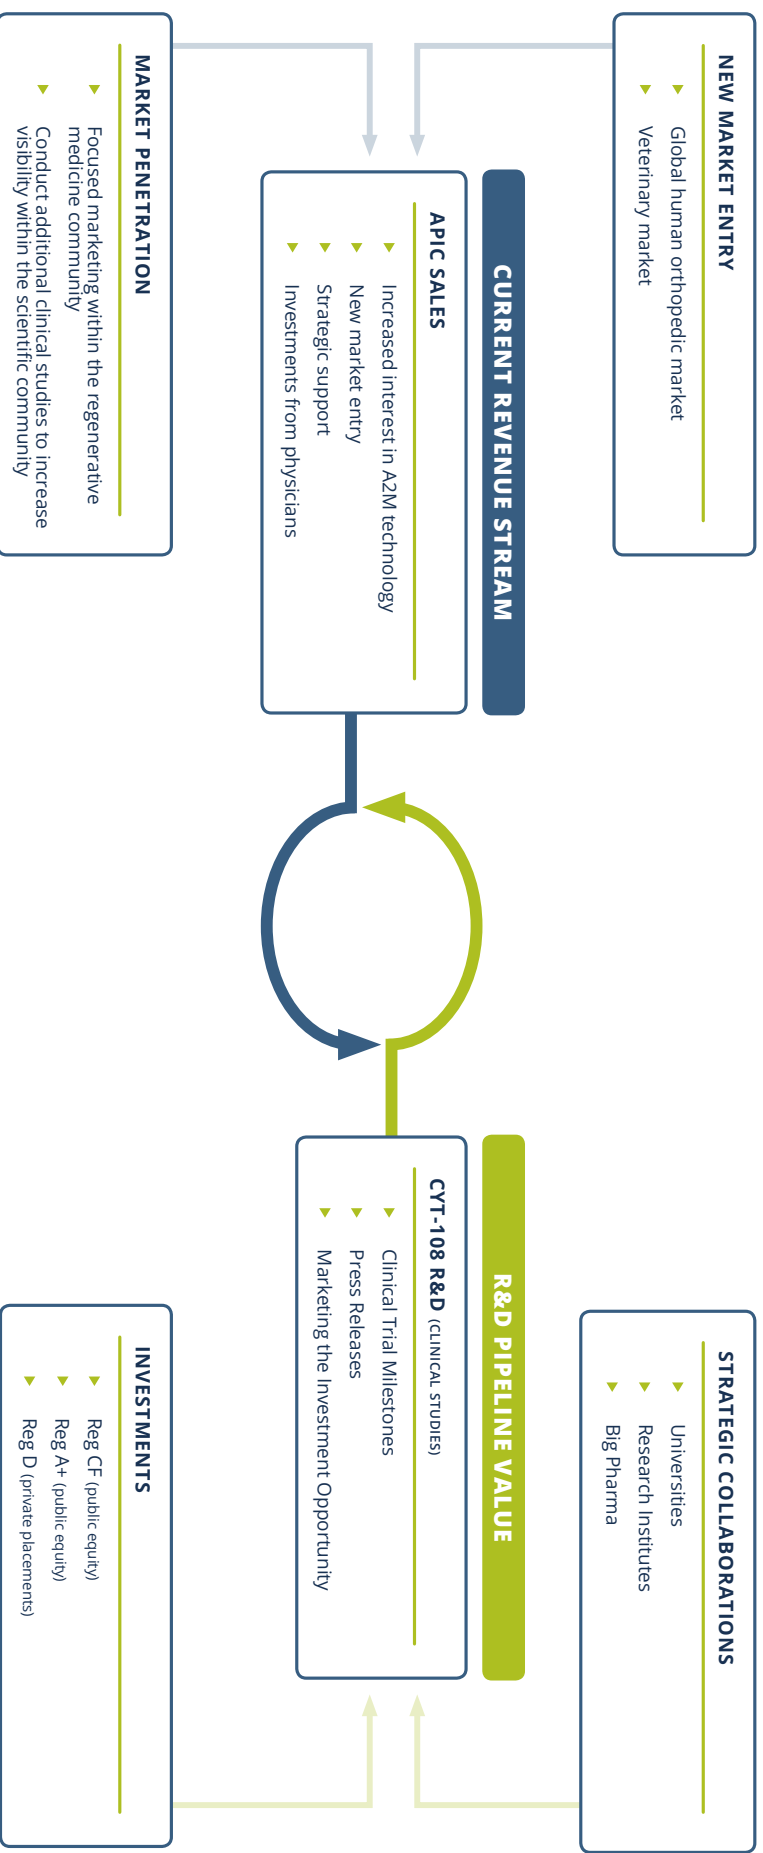 NEW MARKET ENTRY
Global human orthopedic market
Veterinary market
CURRENT REVENUE STREAM
APIC SALES
Increased interest in A2M technology
New market entry
Strategic support
Investments from physicians
MARKET PENETRATION
Focused marketing within the regenerative
medicine community
Conduct additional clinical studies to increase
visibility within the scientific community
STRATEGIC COLLABORATIONS
Universities
Research Institutes
Big Pharma
R&D PIPELINE VALUE
CYT-108 R&D (CLINICAL STUDIES)
Clinical Trial Milestones
Press Releases
Marketing the Investment Opportunity
INVESTMENTS
Reg CF (public equity)
Reg A+ (public equity)
Reg D (private placements)